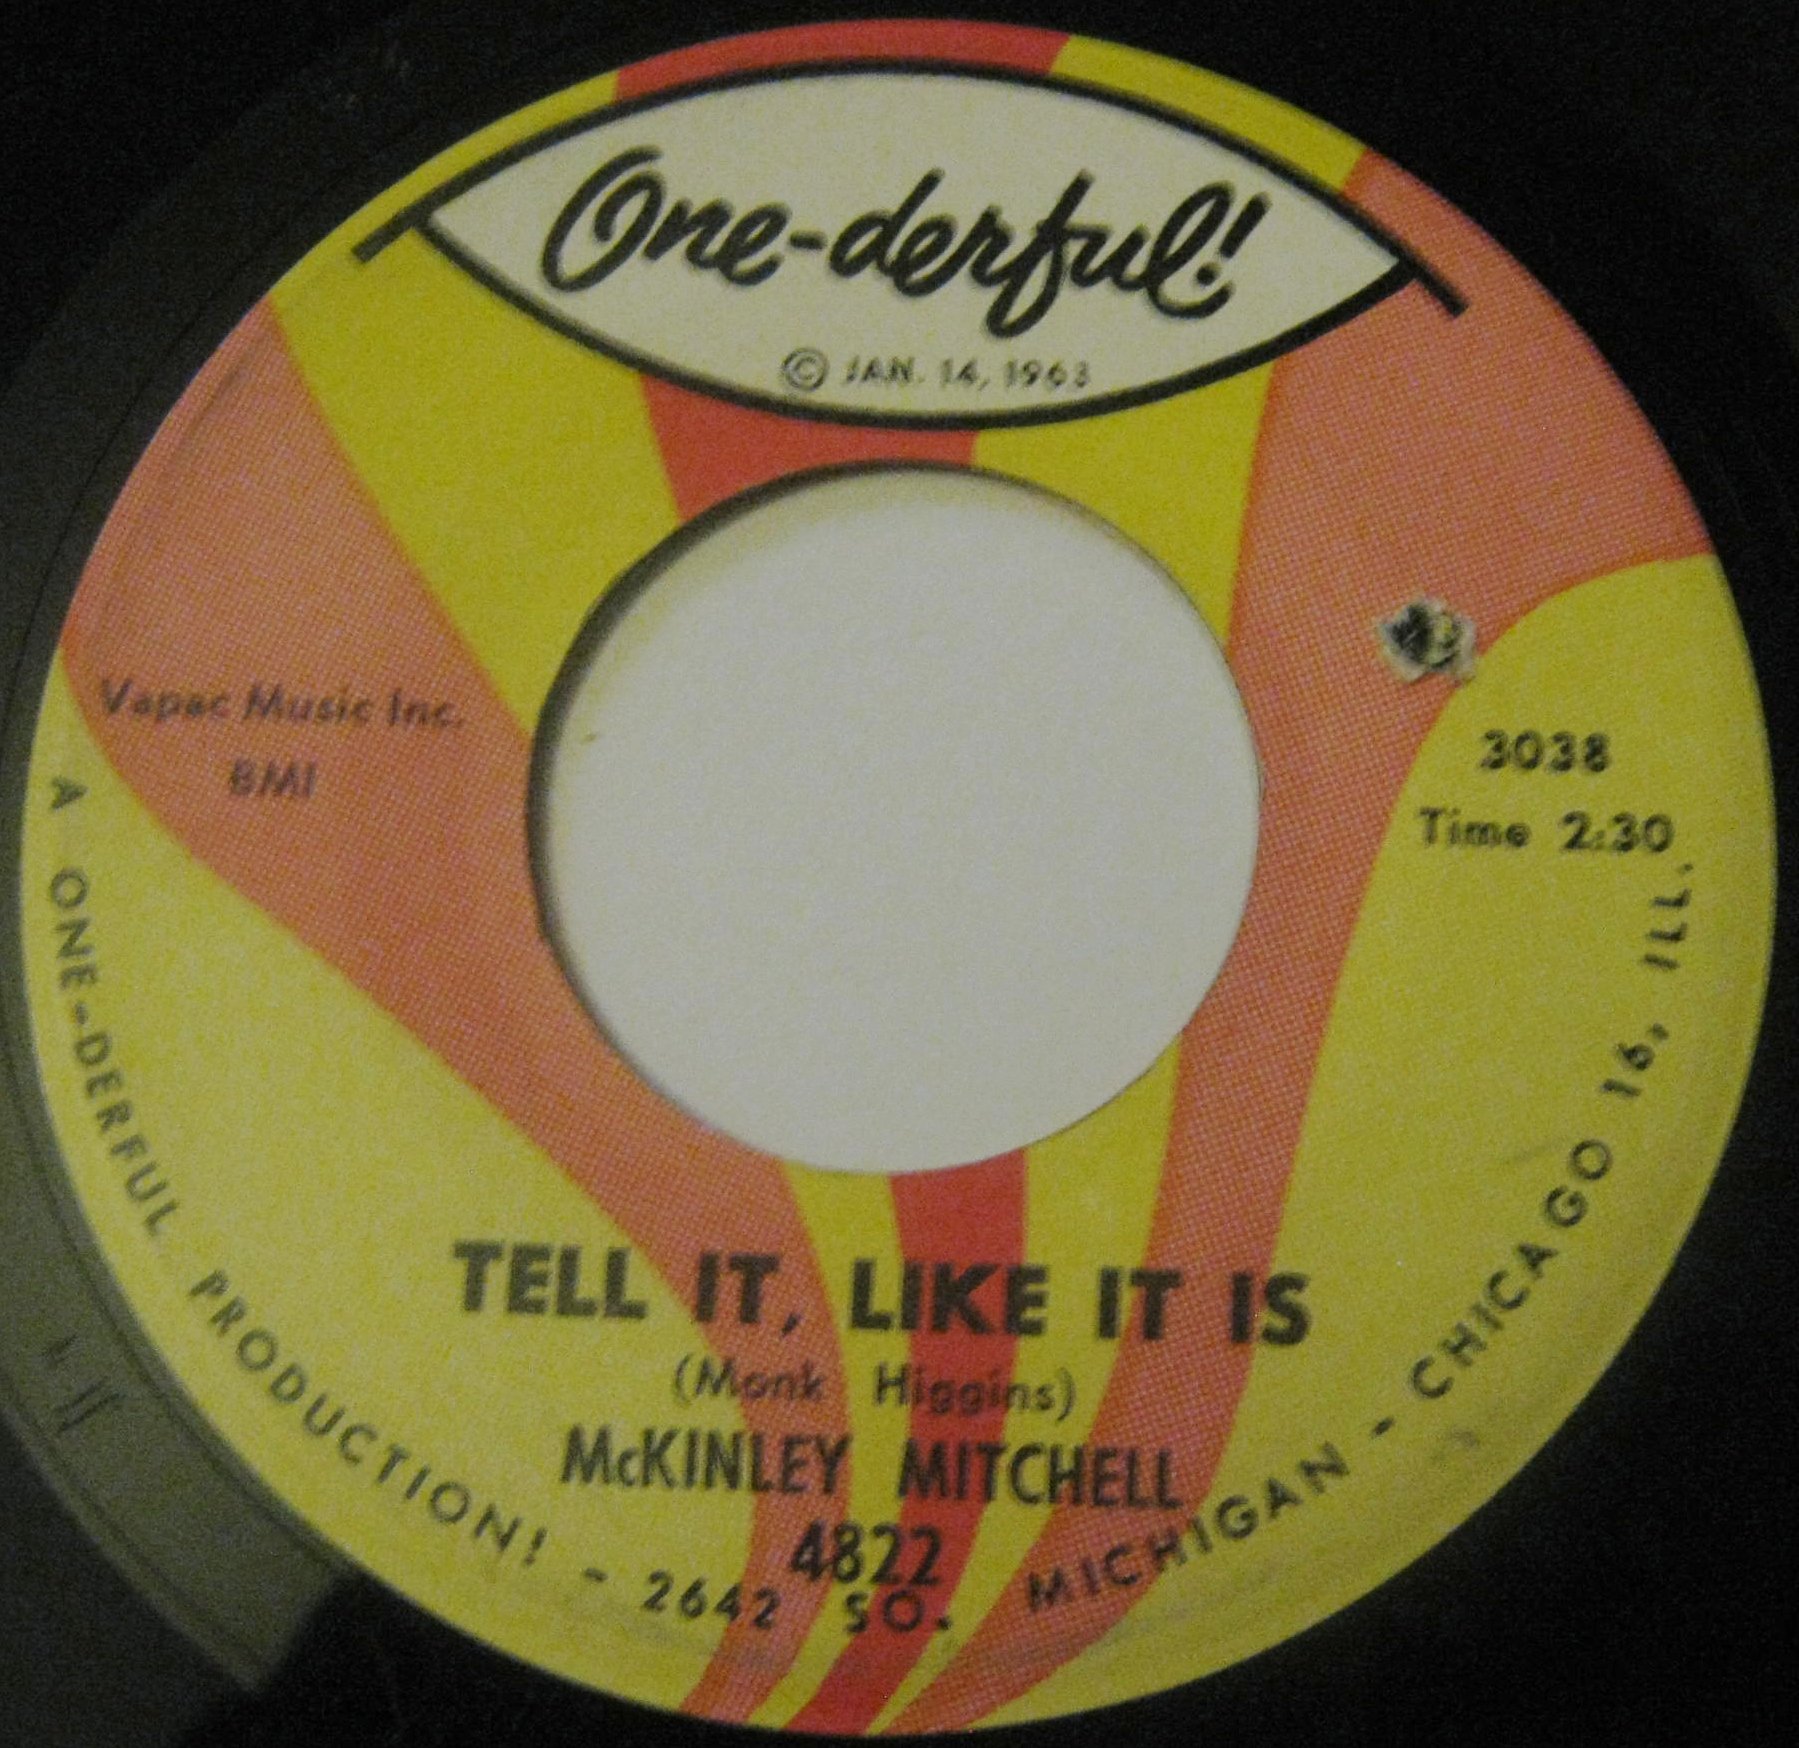 One-derful!
© JAN. 14, 1963
Vapac Music Inc.
BMI
3038
Time 2:30
TELL IT, LIKE IT IS
(Monk Higgins)
McKINLEY MITCHELL
4822
A ONE-DERFUL PRODUCTION! - 2642 SO. MICHIGAN - CHICAGO 16, ILL.